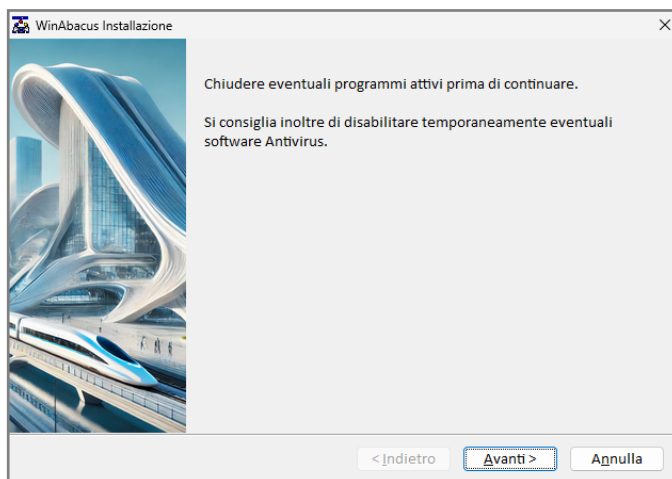 WinAbacus Installazione
Chiudere eventuali programmi attivi prima di continuare.
Si consiglia inoltre di disabilitare temporaneamente eventuali
software Antivirus.
< Indietro
Avanti >
Annulla